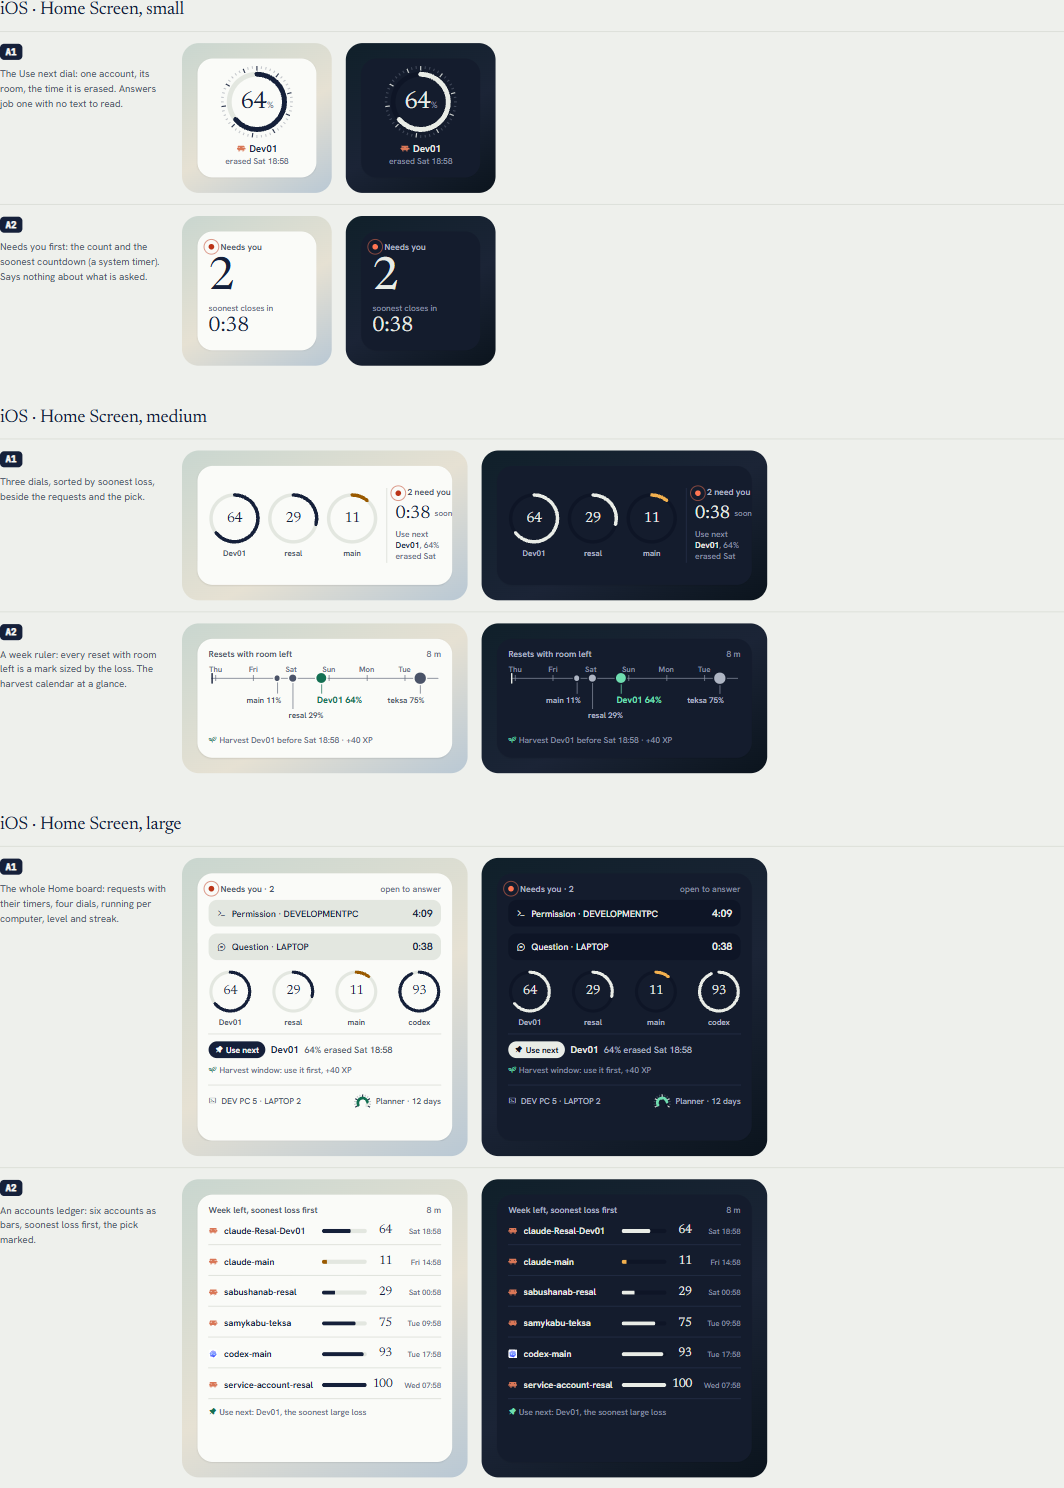 iOS · Home Screen, small
A1
The Use next dial: one account, its
room, the time it is erased. Answers
job one with no text to read.
64%
Dev01
erased Sat 18:58
64%
Dev01
erased Sat 18:58
A2
Needs you first: the count and the
soonest countdown (a system timer).
Says nothing about what is asked.
Needs you
2
soonest closes in
0:38
Needs you
2
soonest closes in
0:38
iOS · Home Screen, medium
A1
Three dials, sorted by soonest loss,
beside the requests and the pick.
64
Dev01
29
resal
11
main
2 need you
0:38 soon
Use next
Dev01, 64%
erased Sat
64
Dev01
29
resal
11
main
2 need you
0:38 soon
Use next
Dev01, 64%
erased Sat
A2
A week ruler: every reset with room
left is a mark sized by the loss. The
harvest calendar at a glance.
Resets with room left 8 m
Thu Fri Sat Sun Mon Tue
main 11% Dev01 64% teksa 75%
resal 29%
Harvest Dev01 before Sat 18:58 · +40 XP
Resets with room left 8 m
Thu Fri Sat Sun Mon Tue
main 11% Dev01 64% teksa 75%
resal 29%
Harvest Dev01 before Sat 18:58 · +40 XP
iOS · Home Screen, large
A1
The whole Home board: requests with
their timers, four dials, running per
computer, level and streak.
Needs you · 2 open to answer
Permission · DEVELOPMENTPC 4:09
Question · LAPTOP 0:38
64 29 11 93
Dev01 resal main codex
Use next Dev01 64% erased Sat 18:58
Harvest window: use it first, +40 XP
DEV PC 5 · LAPTOP 2 Planner · 12 days
Needs you · 2 open to answer
Permission · DEVELOPMENTPC 4:09
Question · LAPTOP 0:38
64 29 11 93
Dev01 resal main codex
Use next Dev01 64% erased Sat 18:58
Harvest window: use it first, +40 XP
DEV PC 5 · LAPTOP 2 Planner · 12 days
A2
An accounts ledger: six accounts as
bars, soonest loss first, the pick
marked.
Week left, soonest loss first 8 m
claude-Resal-Dev01 64 Sat 18:58
claude-main 11 Fri 14:58
sabushanab-resal 29 Sat 00:58
samykabu-teksa 75 Tue 09:58
codex-main 93 Tue 17:58
service-account-resal 100 Wed 07:58
Use next: Dev01, the soonest large loss
Week left, soonest loss first 8 m
claude-Resal-Dev01 64 Sat 18:58
claude-main 11 Fri 14:58
sabushanab-resal 29 Sat 00:58
samykabu-teksa 75 Tue 09:58
codex-main 93 Tue 17:58
service-account-resal 100 Wed 07:58
Use next: Dev01, the soonest large loss